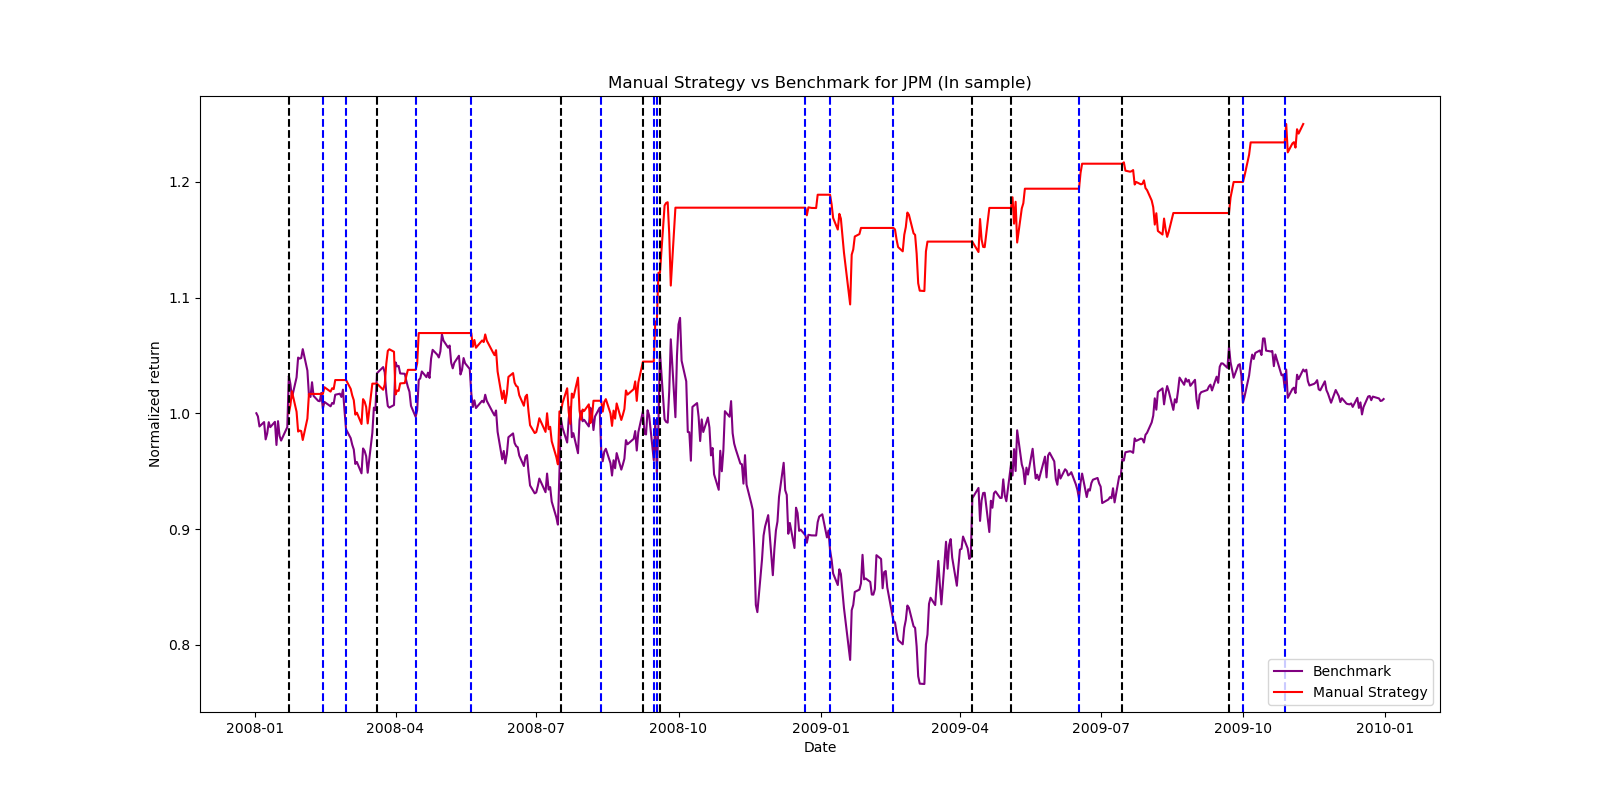 Manual Strategy vs Benchmark for JPM (In sample)
Normalized return
1.2
1.1
1.0
0.9
0.8
Benchmark
Manual Strategy
2008-01 2008-04 2008-07 2008-10 2009-01 2009-04 2009-07 2009-10 2010-01
Date